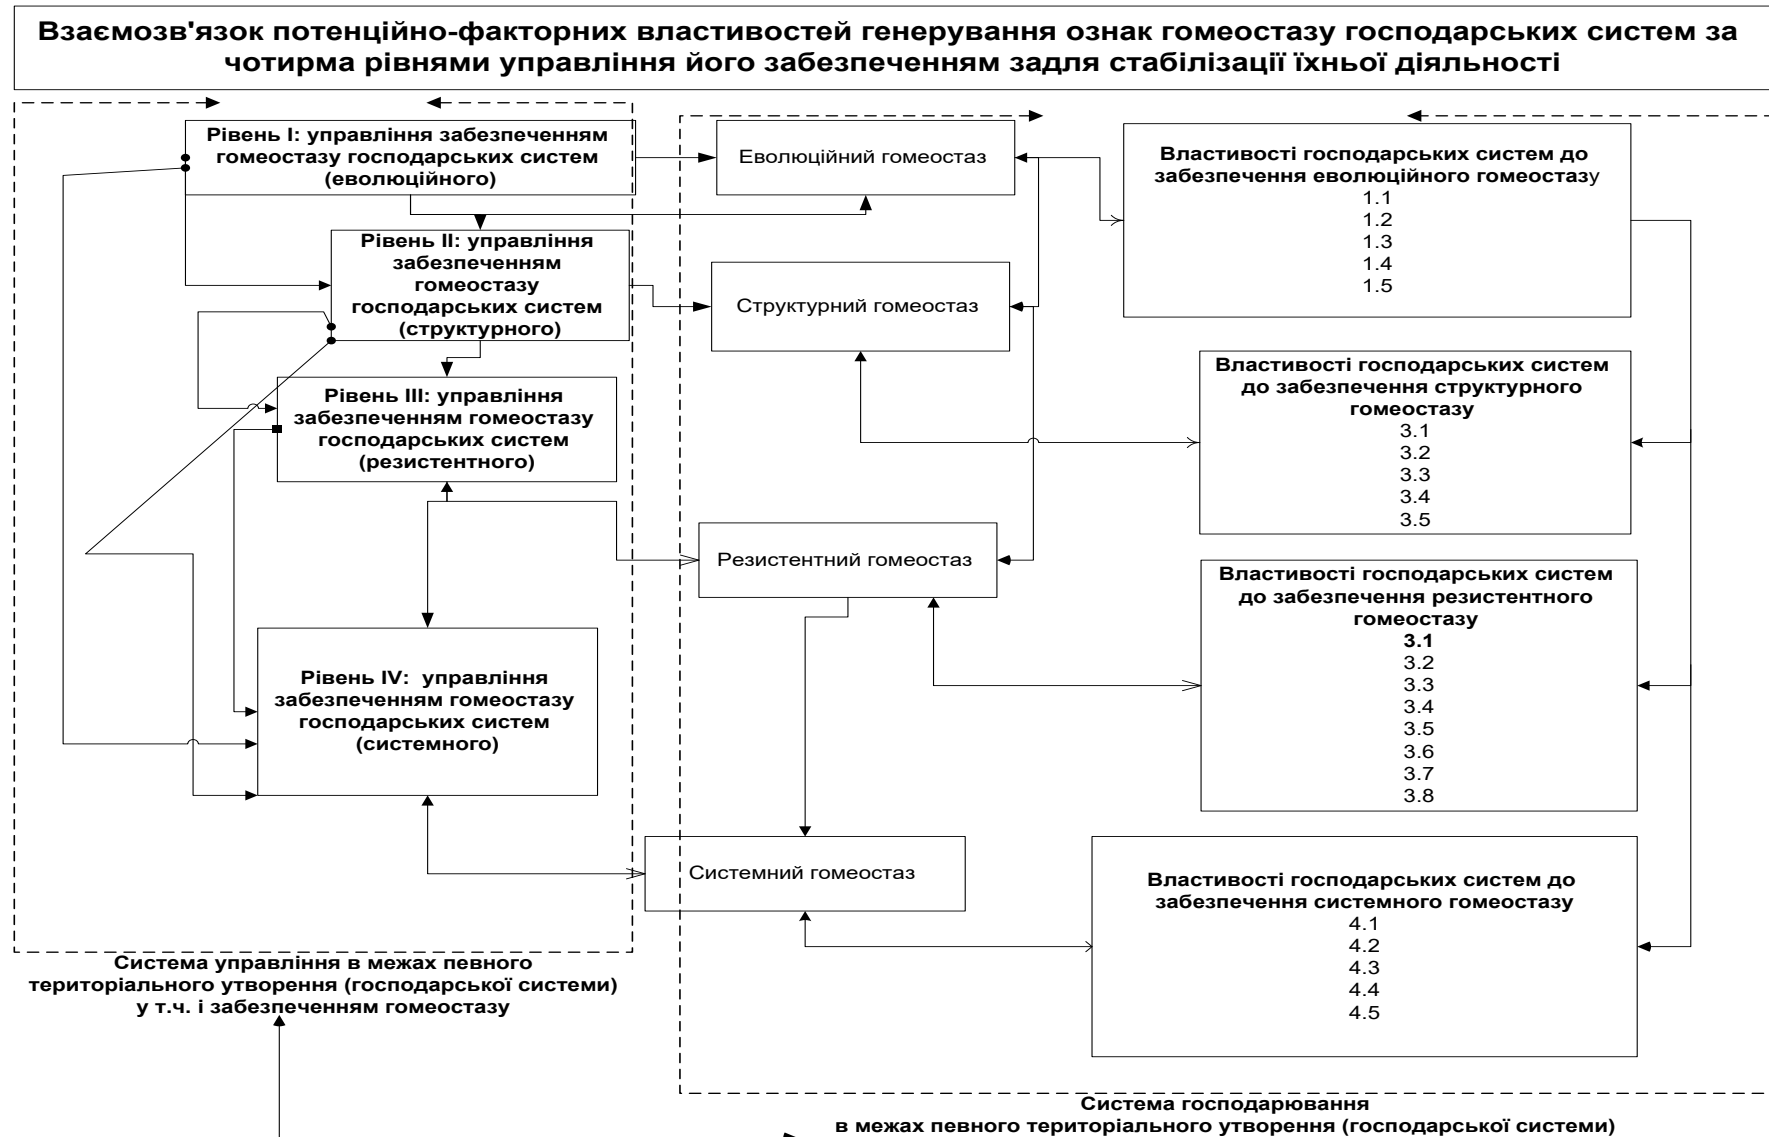 Взаємозв'язок потенційно-факторних властивостей генерування ознак гомеостазу господарських систем за
чотирма рівнями управління його забезпеченням задля стабілізації їхньої діяльності
Рівень I: управління забезпеченням
гомеостазу господарських систем
(еволюційного)
Рівень II: управління
забезпеченням
гомеостазу
господарських систем
(структурного)
Рівень III: управління
забезпеченням гомеостазу
господарських систем
(резистентного)
Рівень IV: управління
забезпеченням гомеостазу
господарських систем
(системного)
Система управління в межах певного
територіального утворення (господарської системи)
у т.ч. і забезпеченням гомеостазу
Еволюційний гомеостаз
Структурний гомеостаз
Резистентний гомеостаз
Системний гомеостаз
Властивості господарських систем до
забезпечення еволюційного гомеостазу
1.1
1.2
1.3
1.4
1.5
Властивості господарських систем
до забезпечення структурного
гомеостазу
3.1
3.2
3.3
3.4
3.5
Властивості господарських систем
до забезпечення резистентного
гомеостазу
3.1
3.2
3.3
3.4
3.5
3.6
3.7
3.8
Властивості господарських систем до
забезпечення системного гомеостазу
4.1
4.2
4.3
4.4
4.5
Система господарювання
в межах певного територіального утворення (господарської системи)